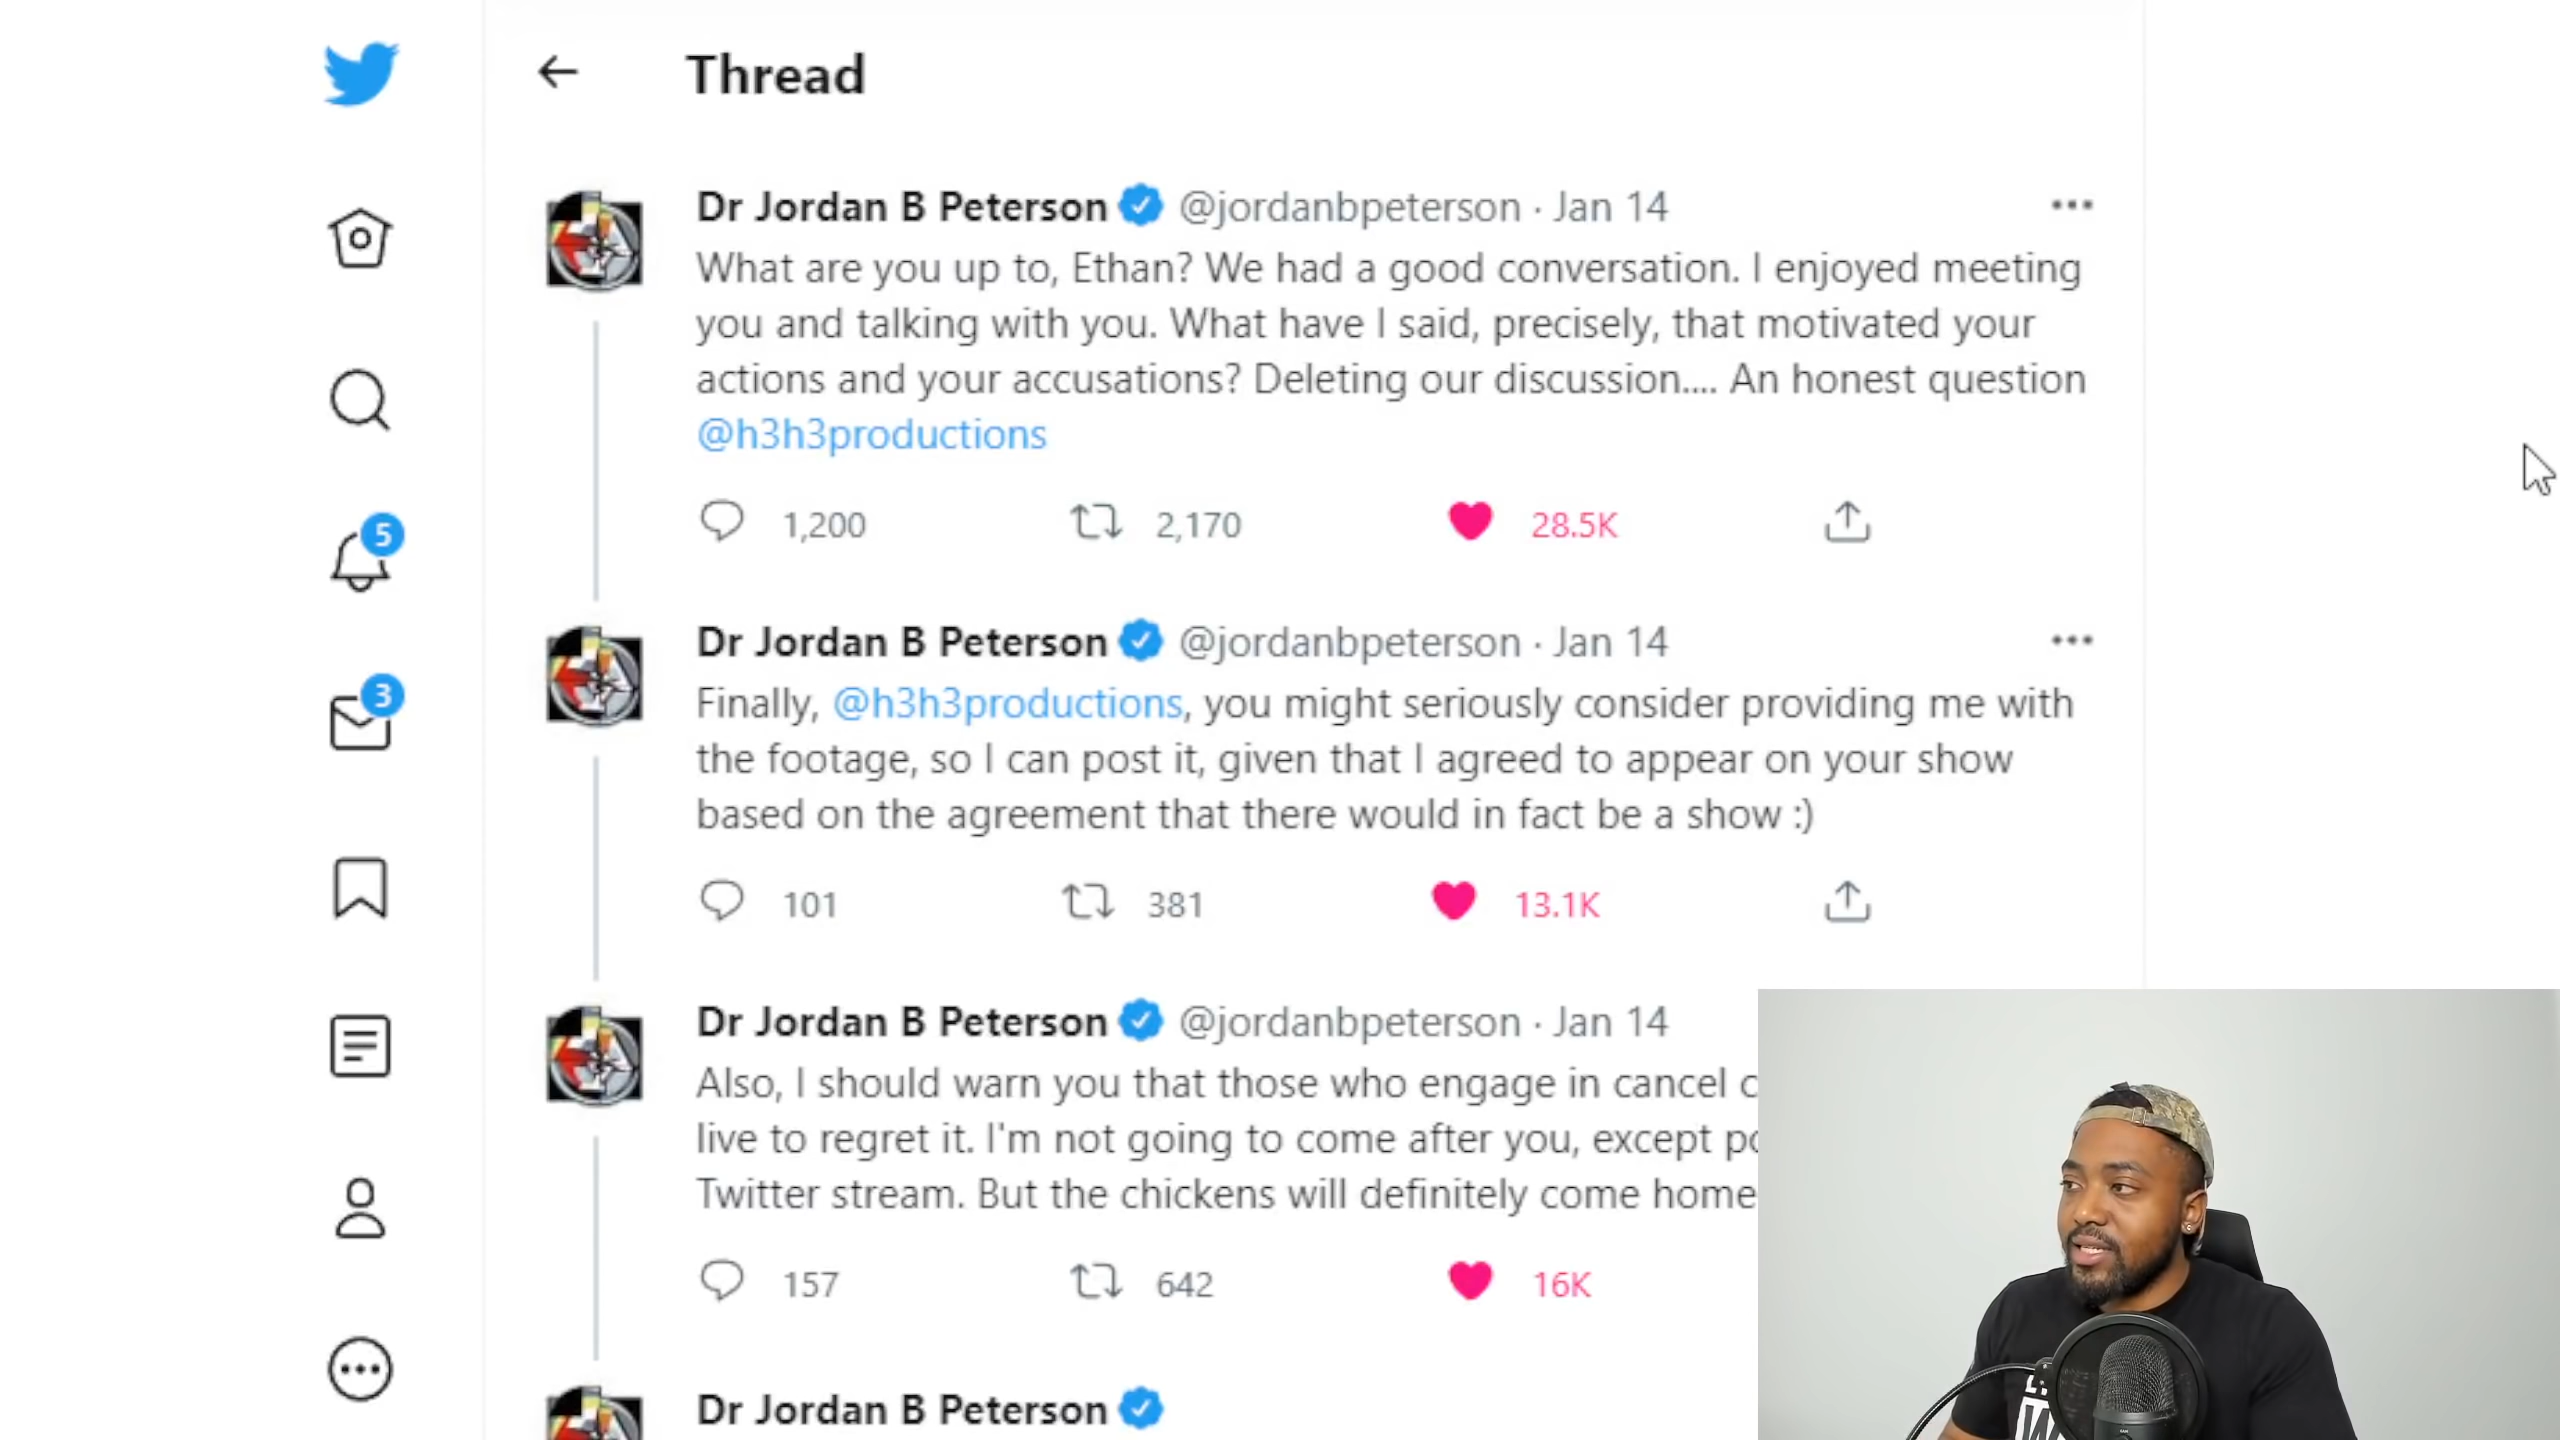 Thread
Dr Jordan B Peterson @jordanbpeterson · Jan 14
What are you up to, Ethan? We had a good conversation. I enjoyed meeting
you and talking with you. What have I said, precisely, that motivated your
actions and your accusations? Deleting our discussion.... An honest question
@h3h3productions
1,200 2,170 28.5K
5
Dr Jordan B Peterson @jordanbpeterson · Jan 14
Finally, @h3h3productions, you might seriously consider providing me with
the footage, so I can post it, given that I agreed to appear on your show
based on the agreement that there would in fact be a show :)
3
101 381 13.1K
Dr Jordan B Peterson @jordanbpeterson · Jan 14
Also, I should warn you that those who engage in cancel
live to regret it. I'm not going to come after you, except
Twitter stream. But the chickens will definitely come home
157 642 16K
Dr Jordan B Peterson